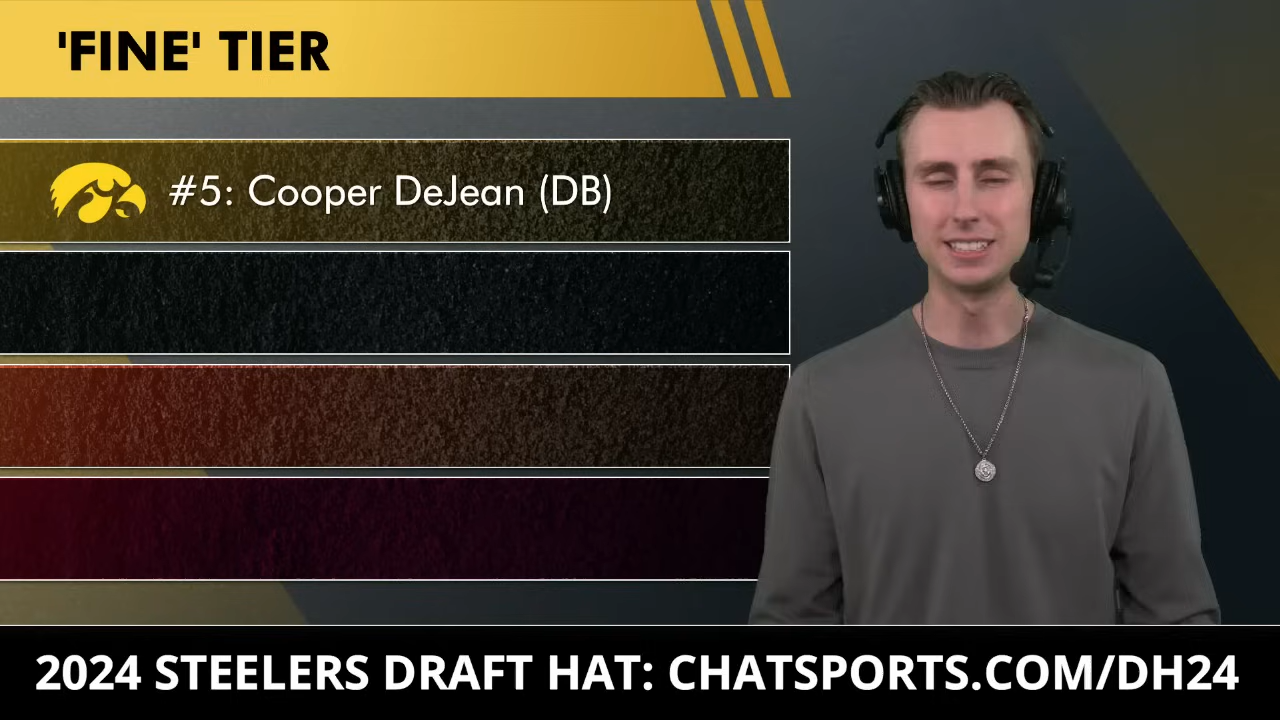 'FINE' TIER
#5: Cooper DeJean (DB)
2024 STEELERS DRAFT HAT: CHATSPORTS.COM/DH24